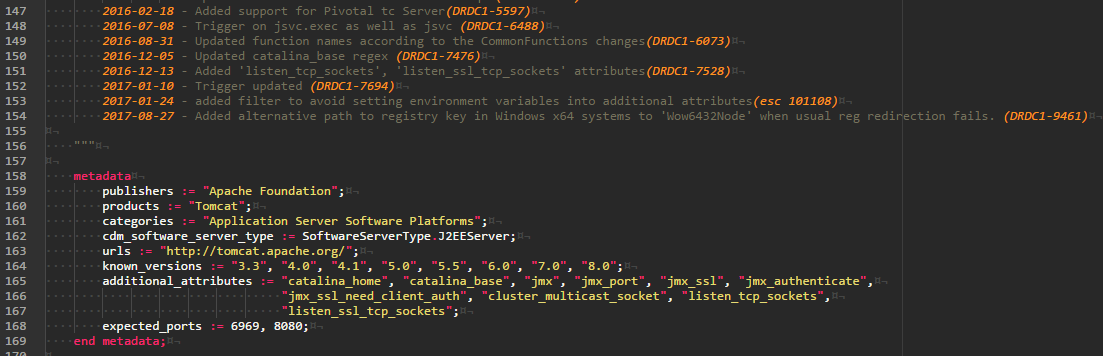 147 2016-02-18 - Added support for Pivotal tc Server(DRDC1-5597)
148 2016-07-08 - Trigger on jsvc.exec as well as jsvc (DRDC1-6488)
149 2016-08-31 - Updated function names according to the CommonFunctions changes(DRDC1-6073)
150 2016-12-05 - Updated catalina_base regex (DRDC1-7476)
151 2016-12-13 - Added 'listen_tcp_sockets', 'listen_ssl_tcp_sockets' attributes(DRDC1-7528)
152 2017-01-10 - Trigger updated (DRDC1-7694)
153 2017-01-24 - added filter to avoid setting environment variables into additional attributes(esc 101108)
154 2017-08-27 - Added alternative path to registry key in Windows x64 systems to 'Wow6432Node' when usual reg redirection fails. (DRDC1-9461)
155
156 """
157
158 metadata
159 publishers := "Apache Foundation";
160 products := "Tomcat";
161 categories := "Application Server Software Platforms";
162 cdm_software_server_type := SoftwareServerType.J2EEServer;
163 urls := "http://tomcat.apache.org/";
164 known_versions := "3.3", "4.0", "4.1", "5.0", "5.5", "6.0", "7.0", "8.0";
165 additional_attributes := "catalina_home", "catalina_base", "jmx", "jmx_port", "jmx_ssl", "jmx_authenticate",
166 "jmx_ssl_need_client_auth", "cluster_multicast_socket", "listen_tcp_sockets",
167 "listen_ssl_tcp_sockets";
168 expected_ports := 6969, 8080;
169 end metadata;
170